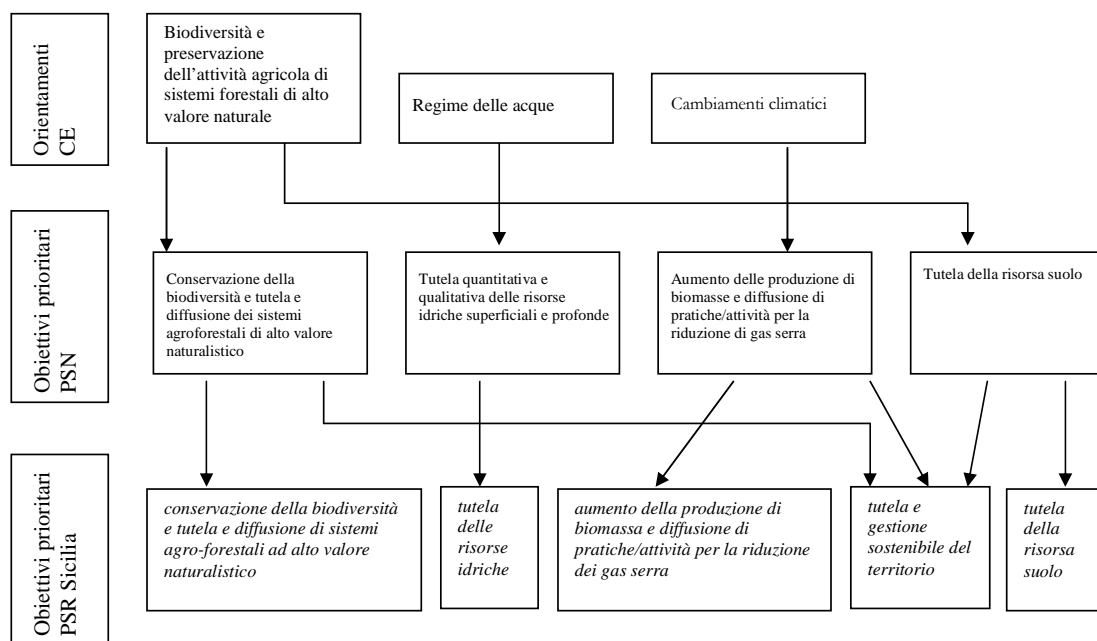 Orientamenti
CE
Biodiversità e
preservazione
dell'attività agricola di
sistemi forestali di alto
valore naturale
Regime delle acque
Cambiamenti climatici
Obiettivi prioritari
PSN
Conservazione della
biodiversità e tutela e
diffusione dei sistemi
agroforestali di alto valore
naturalistico
Tutela quantitativa e
qualitativa delle risorse
idriche superficiali e profonde
Aumento delle produzione di
biomasse e diffusione di
pratiche/attività per la
riduzione di gas serra
Tutela della risorsa suolo
Obiettivi prioritari
PSR Sicilia
conservazione della biodiversità
e tutela e diffusione di sistemi
agro-forestali ad alto valore
naturalistico
tutela
delle
risorse
idriche
aumento della produzione di
biomassa e diffusione di
pratiche/attività per la riduzione
dei gas serra
tutela e
gestione
sostenibile del
territorio
tutela
della
risorsa
suolo